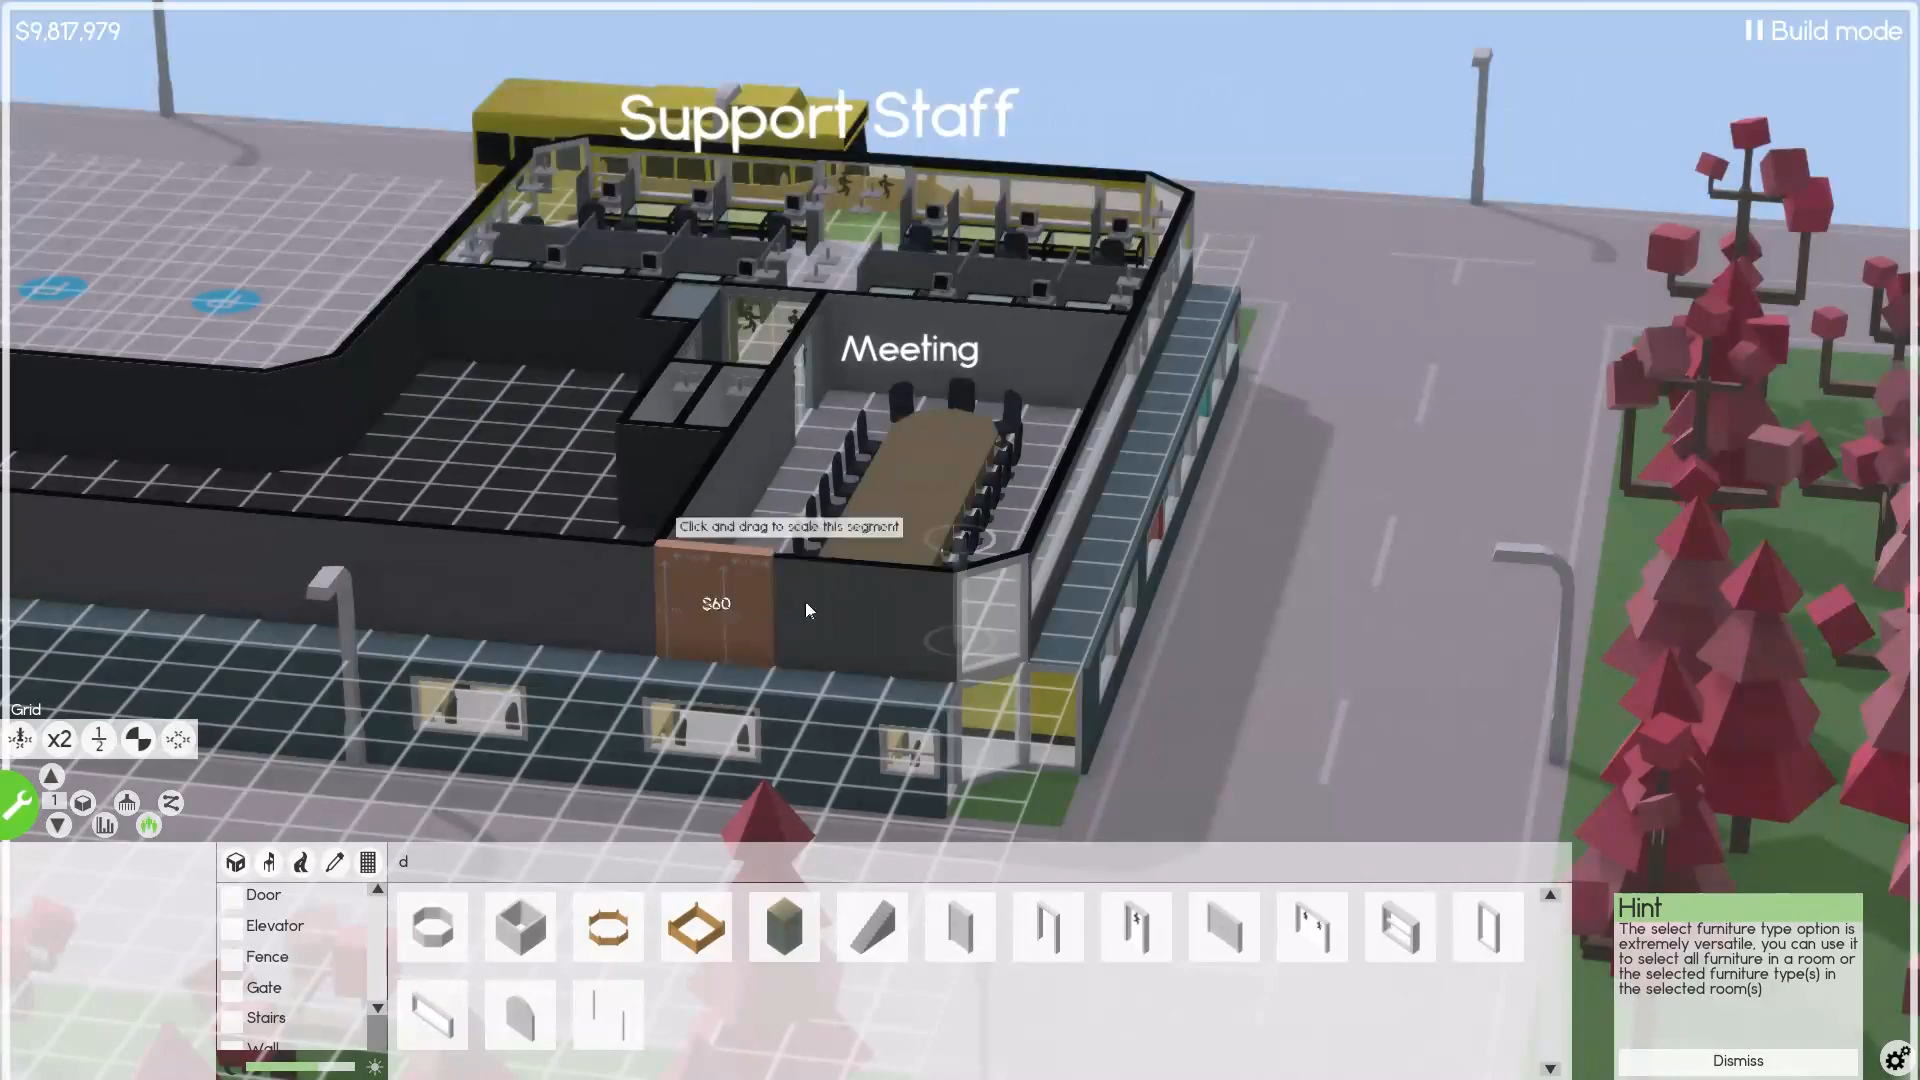 $9,817,979
Build mode
Support Staff
Meeting
Click and drag to scale this segment
$60
Grid
x2
1/2
1
d
Door
Elevator
Fence
Gate
Stairs
Wall
Hint
The select furniture type option is
extremely versatile, you can use it
to select all furniture in a room or
the selected furniture type(s) in
the selected room(s)
Dismiss